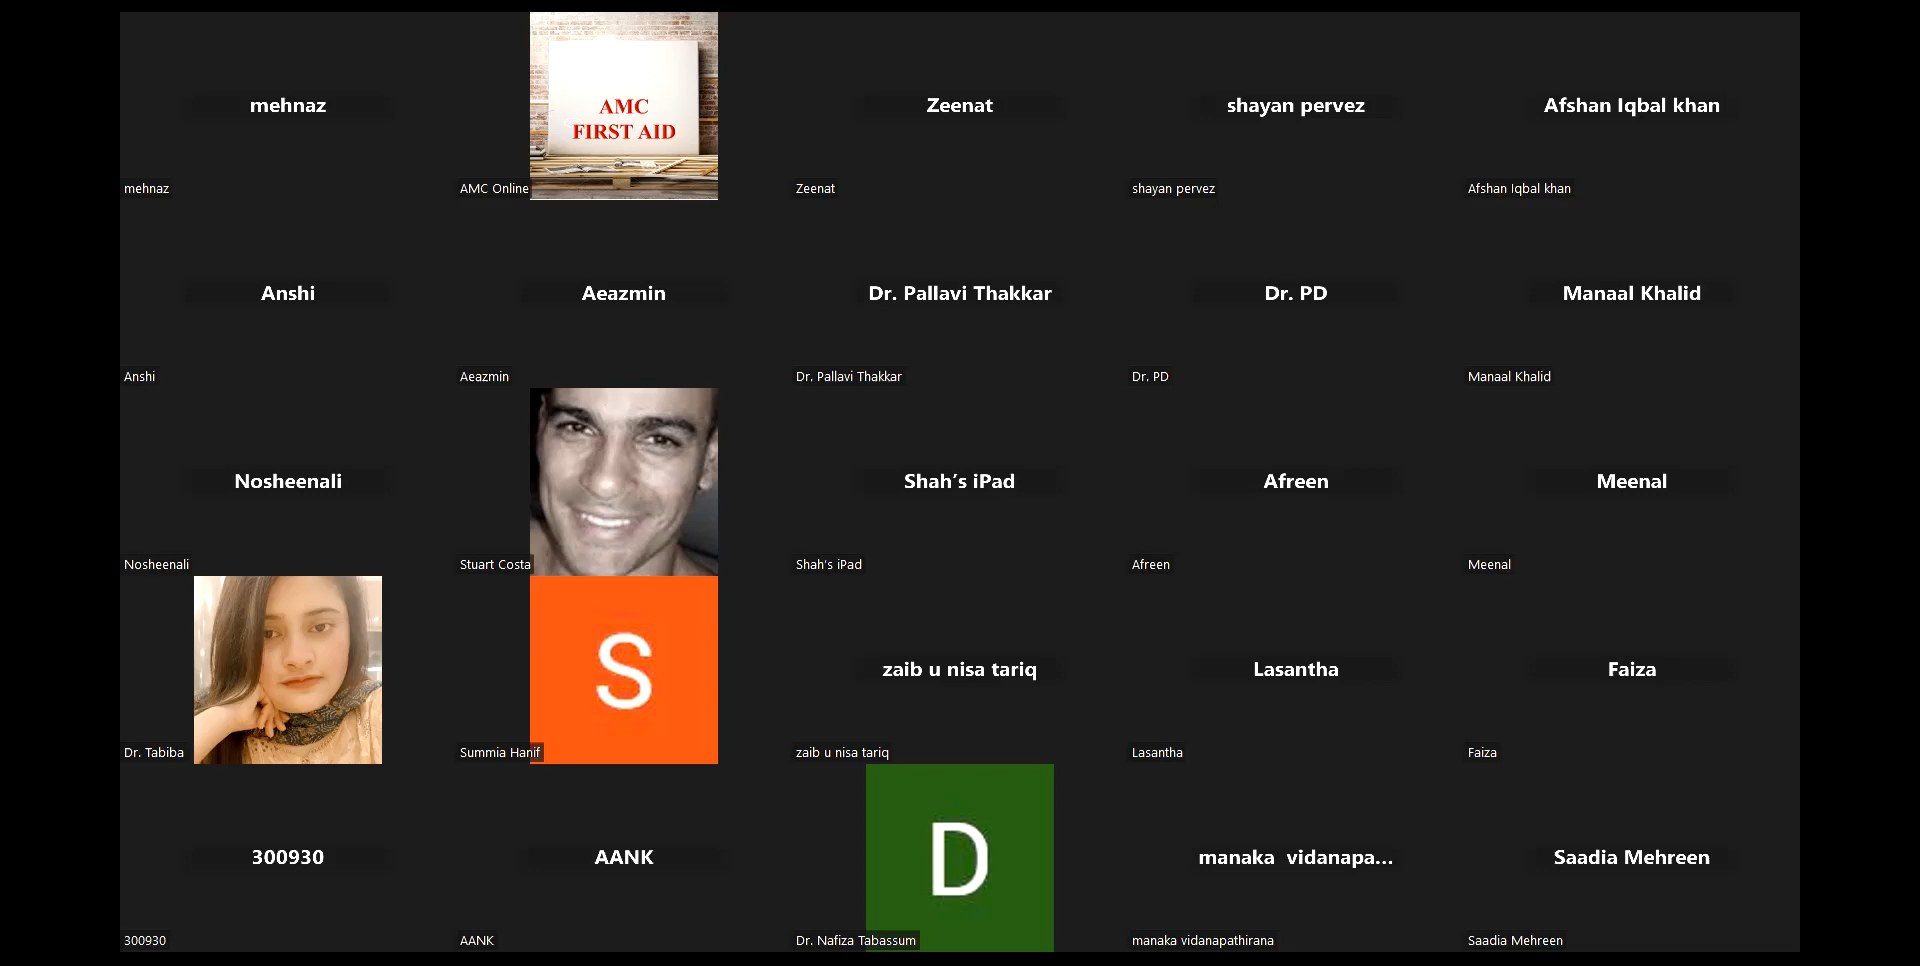 mehnaz
mehnaz
AMC
FIRST AID
AMC Online
Zeenat
Zeenat
shayan pervez
shayan pervez
Afshan Iqbal khan
Afshan Iqbal khan
Anshi
Anshi
Aeazmin
Aeazmin
Dr. Pallavi Thakkar
Dr. Pallavi Thakkar
Dr. PD
Dr. PD
Manaal Khalid
Manaal Khalid
Nosheenali
Nosheenali
Stuart Costa
Shah's iPad
Shah's iPad
Afreen
Afreen
Meenal
Meenal
Dr. Tabiba
S
Summia Hanif
zaib u nisa tariq
zaib u nisa tariq
Lasantha
Lasantha
Faiza
Faiza
300930
300930
AANK
AANK
D
Dr. Nafiza Tabassum
manaka  vidanapa...
manaka vidanapathirana
Saadia Mehreen
Saadia Mehreen